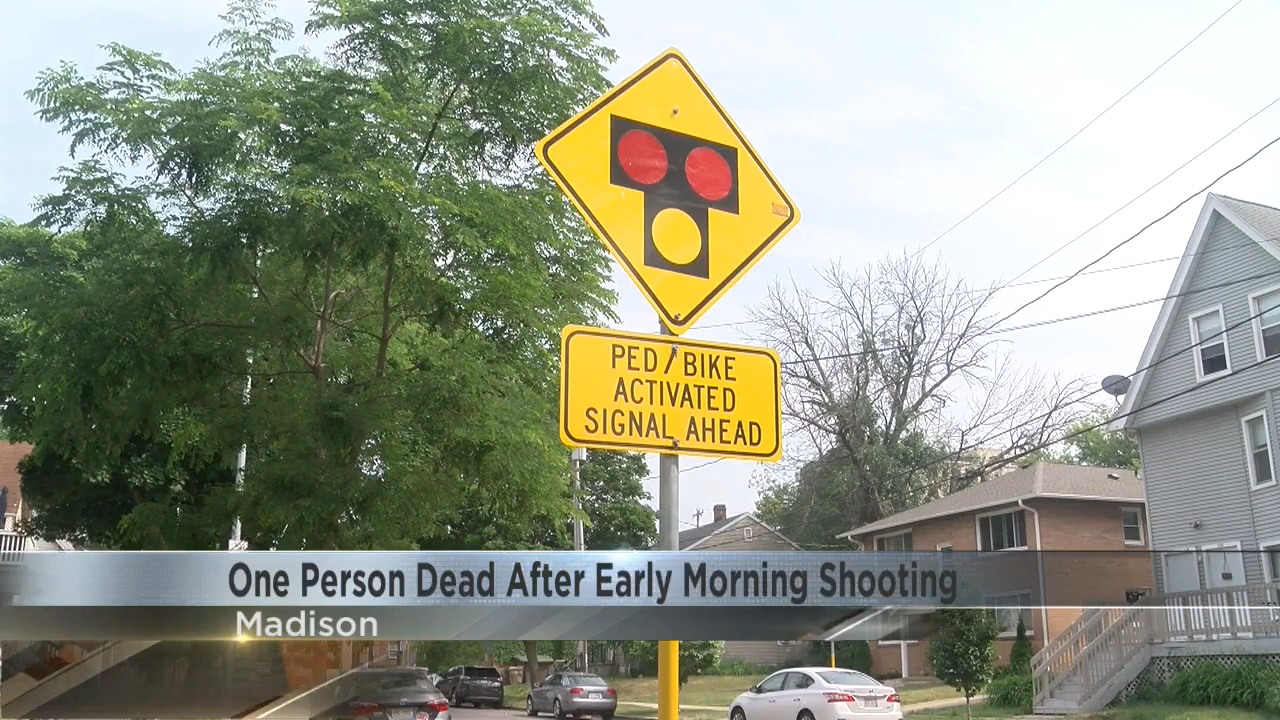 PED / BIKE
ACTIVATED
SIGNAL AHEAD
One Person Dead After Early Morning Shooting
Madison